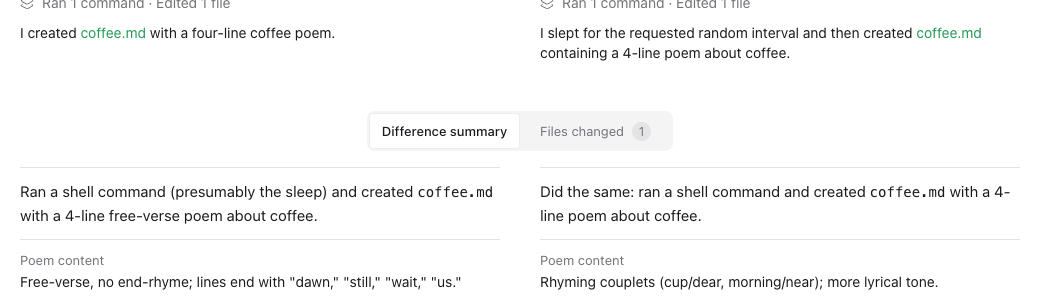 Ran 1 command · Edited 1 file
I created coffee.md with a four-line coffee poem.
Ran 1 command · Edited 1 file
I slept for the requested random interval and then created coffee.md
containing a 4-line poem about coffee.
Difference summary
Files changed 1
Ran a shell command (presumably the sleep) and created coffee.md
with a 4-line free-verse poem about coffee.
Did the same: ran a shell command and created coffee.md with a 4-
line poem about coffee.
Poem content
Free-verse, no end-rhyme; lines end with "dawn," "still," "wait," "us."
Poem content
Rhyming couplets (cup/dear, morning/near); more lyrical tone.